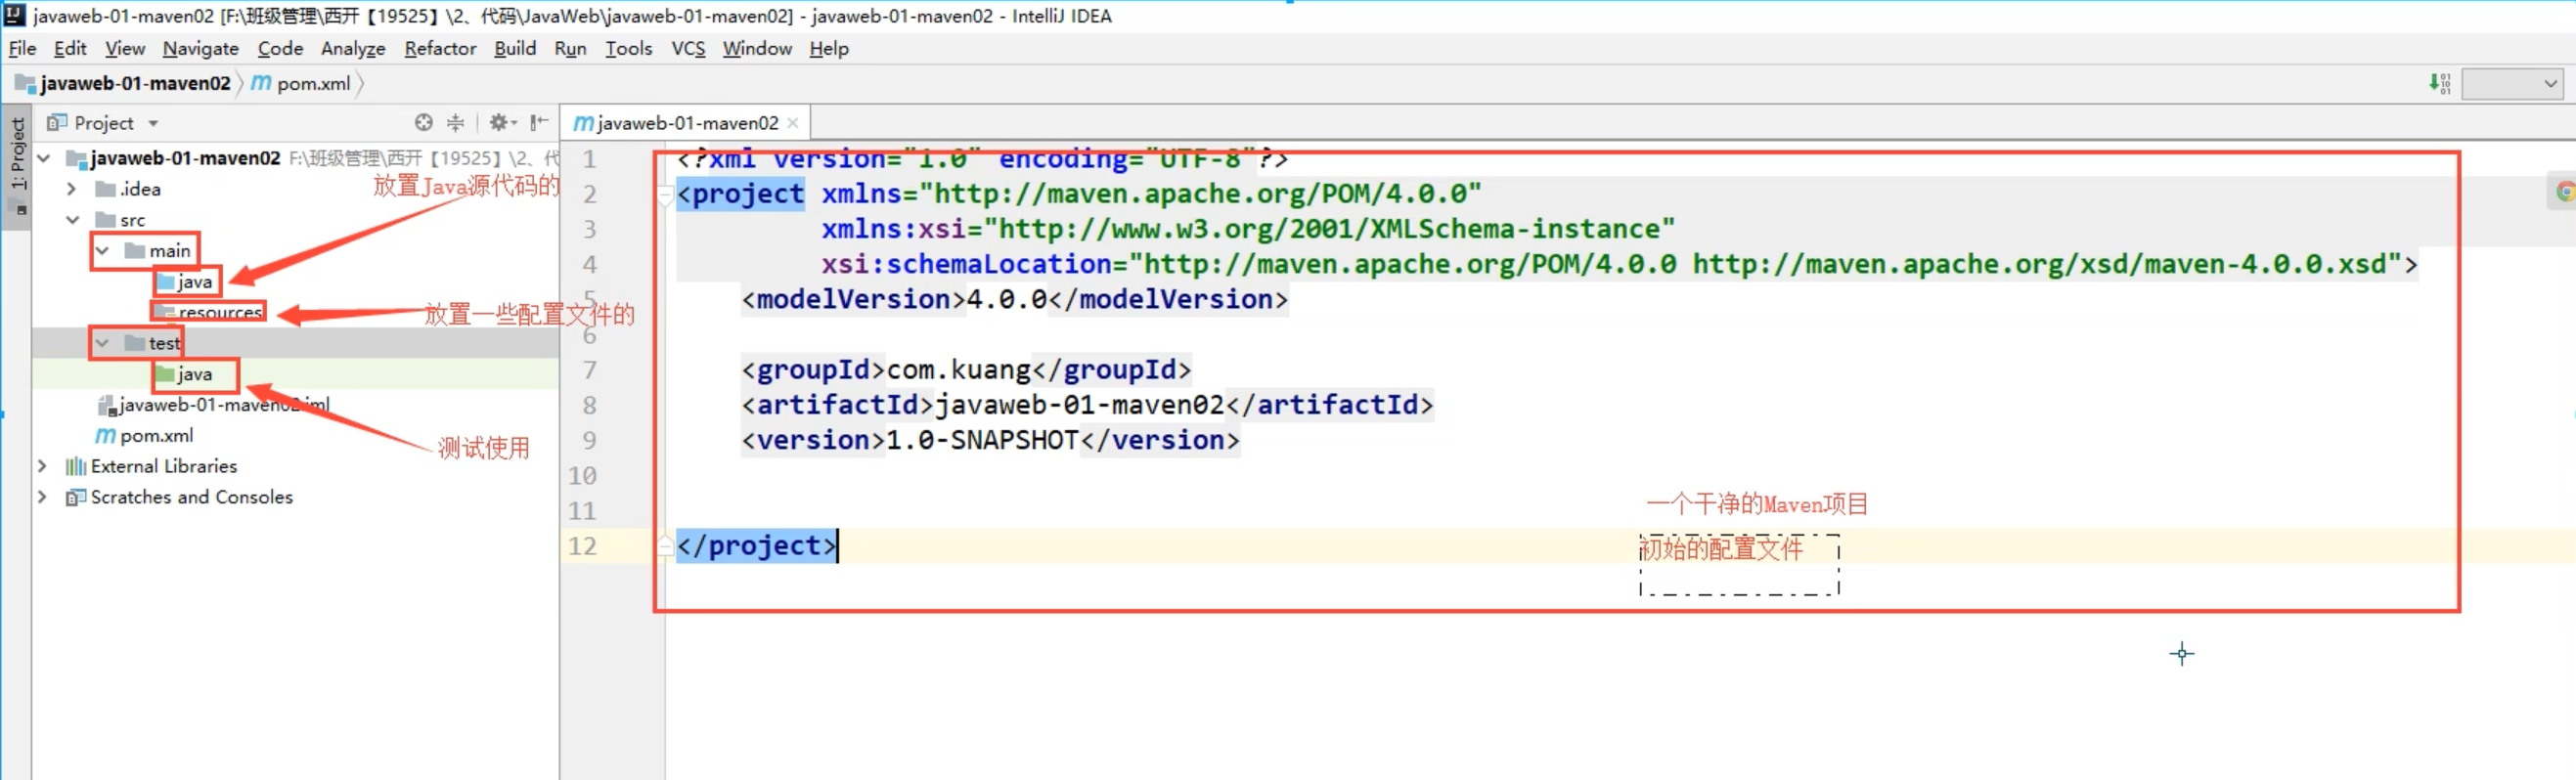 javaweb-01-maven02 [F:\班级管理\西开【19525】\2、代码\JavaWeb\javaweb-01-maven02] - javaweb-01-maven02 - IntelliJ IDEA
File Edit View Navigate Code Analyze Refactor Build Run Tools VCS Window Help
javaweb-01-maven02 pom.xml
1: Project
Project
javaweb-01-maven02 F:\班级管理\西开【19525】\2、代
.idea
放置Java源代码的
src
main
java
resources
放置一些配置文件的
test
java
javaweb-01-maven02.iml
pom.xml
测试使用
External Libraries
Scratches and Consoles
javaweb-01-maven02
1 <?xml version="1.0" encoding="UTF-8"?>
2 <project xmlns="http://maven.apache.org/POM/4.0.0"
3 xmlns:xsi="http://www.w3.org/2001/XMLSchema-instance"
4 xsi:schemaLocation="http://maven.apache.org/POM/4.0.0 http://maven.apache.org/xsd/maven-4.0.0.xsd">
5 <modelVersion>4.0.0</modelVersion>
6
7 <groupId>com.kuang</groupId>
8 <artifactId>javaweb-01-maven02</artifactId>
9 <version>1.0-SNAPSHOT</version>
10
11
12 </project>
一个干净的Maven项目
初始的配置文件